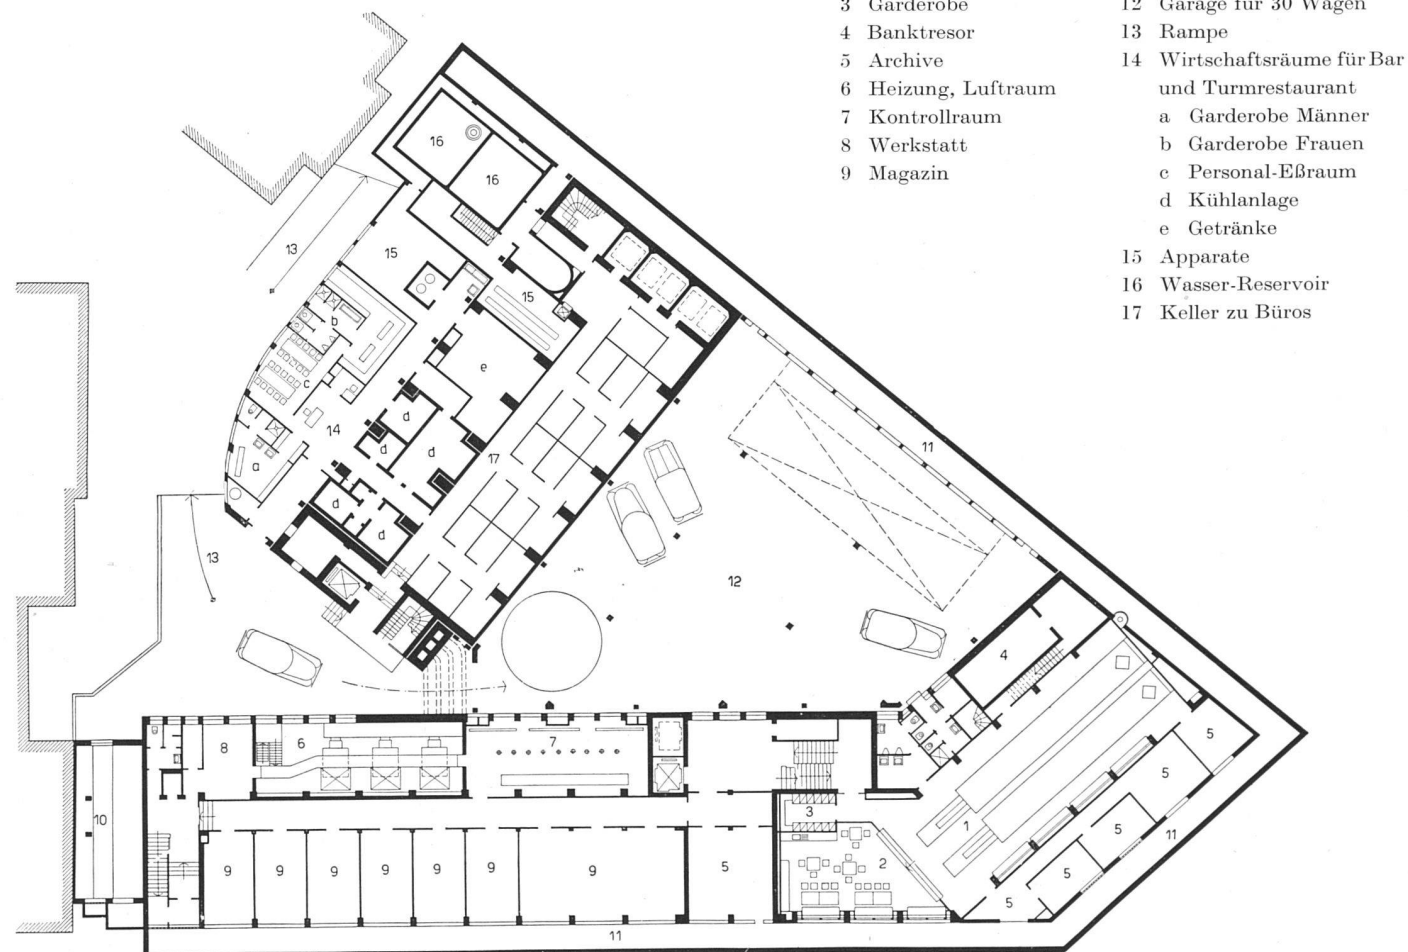 3 Garderobe
4 Banktresor
5 Archive
6 Heizung, Luftraum
7 Kontrollraum
8 Werkstatt
9 Magazin
12 Garage für 30 Wagen
13 Rampe
14 Wirtschaftsräume für Bar
und Turmrestaurant
a Garderobe Männer
b Garderobe Frauen
c Personal-Eßraum
d Kühlanlage
e Getränke
15 Apparate
16 Wasser-Reservoir
17 Keller zu Büros
16
16
13
15
15
b
c
e
d
14
d
d
a
17
11
d
d
13
12
4
5
8
6
7
5
10
3
1
5
11
2
9
9
9
9
9
9
9
5
5
5
11